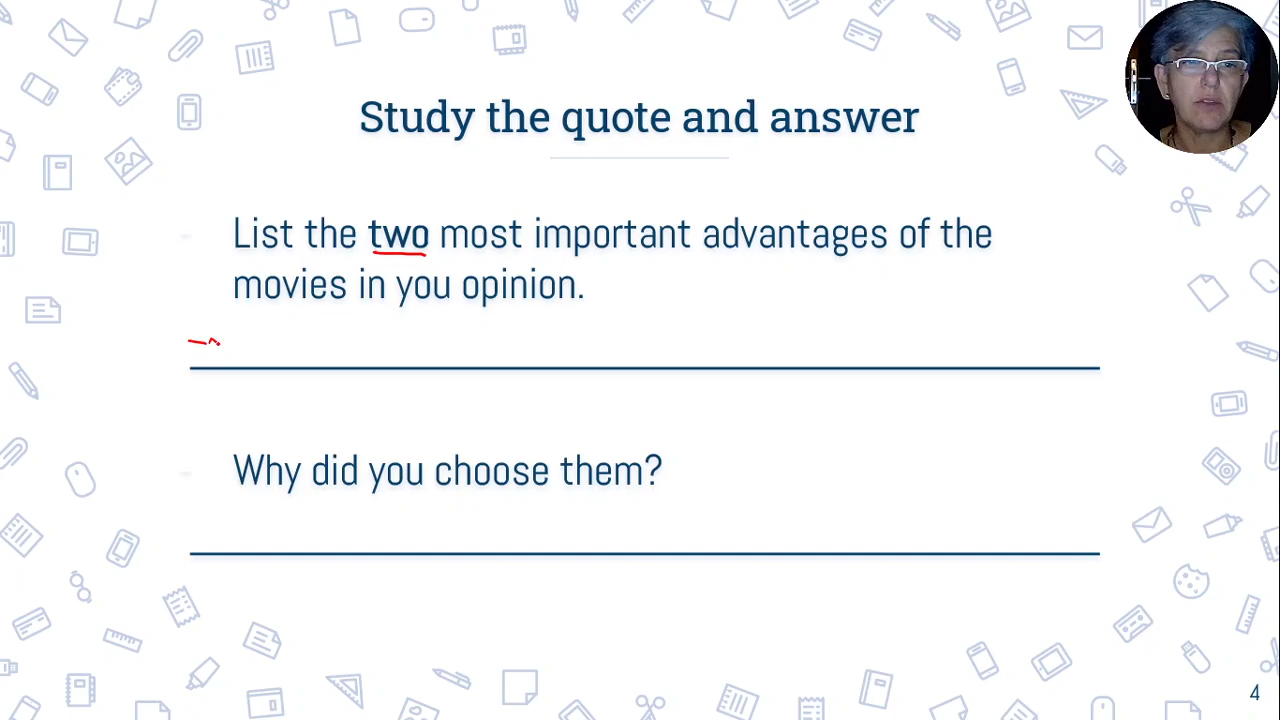 Study the quote and answer
List the two most important advantages of the
movies in you opinion.
Why did you choose them?
4